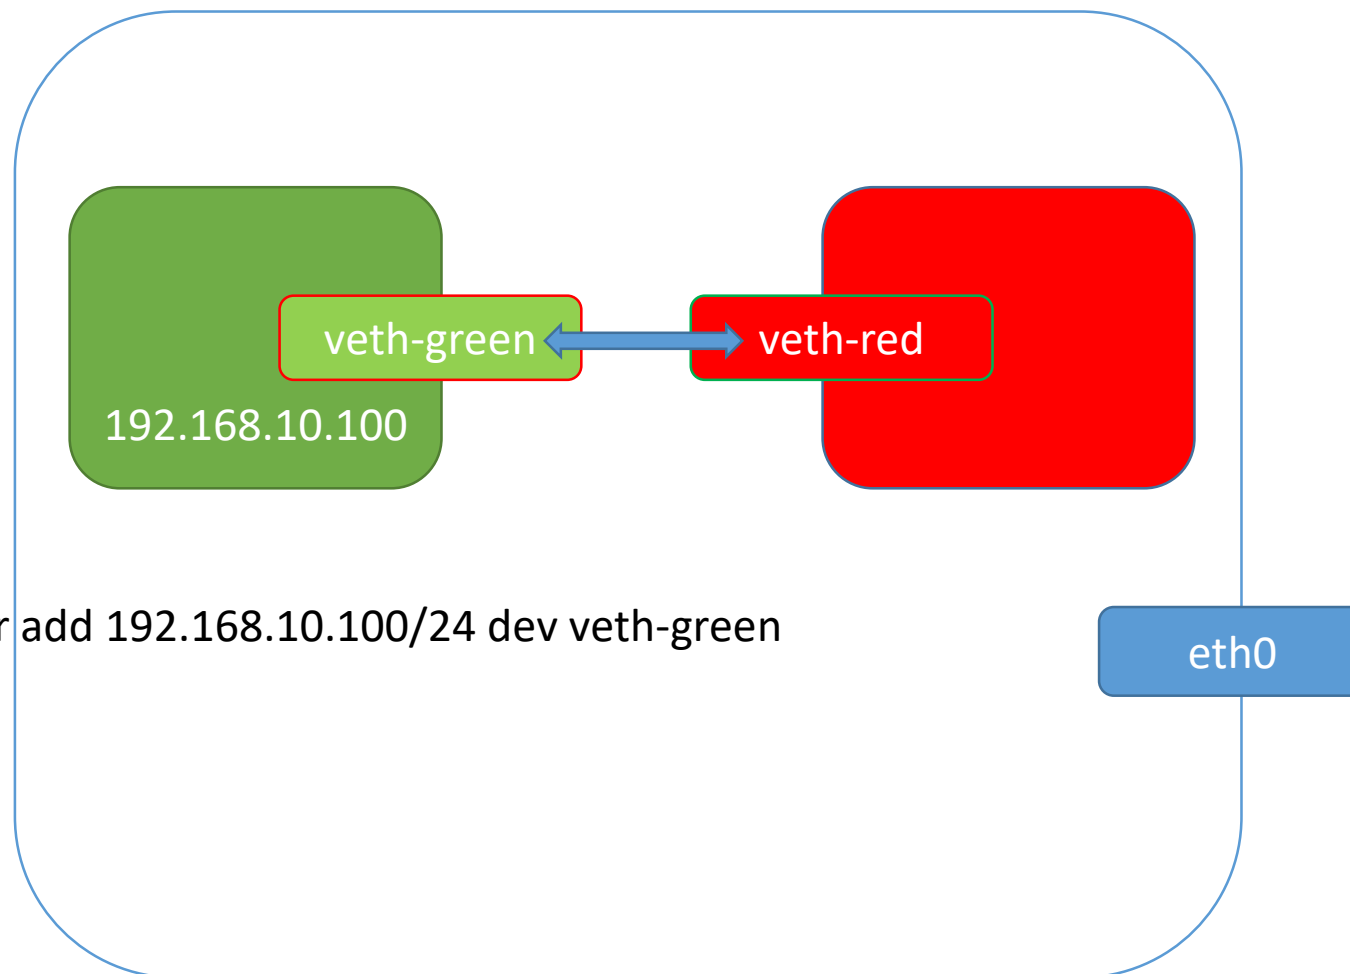 veth-green
veth-red
192.168.10.100
add 192.168.10.100/24 dev veth-green
eth0